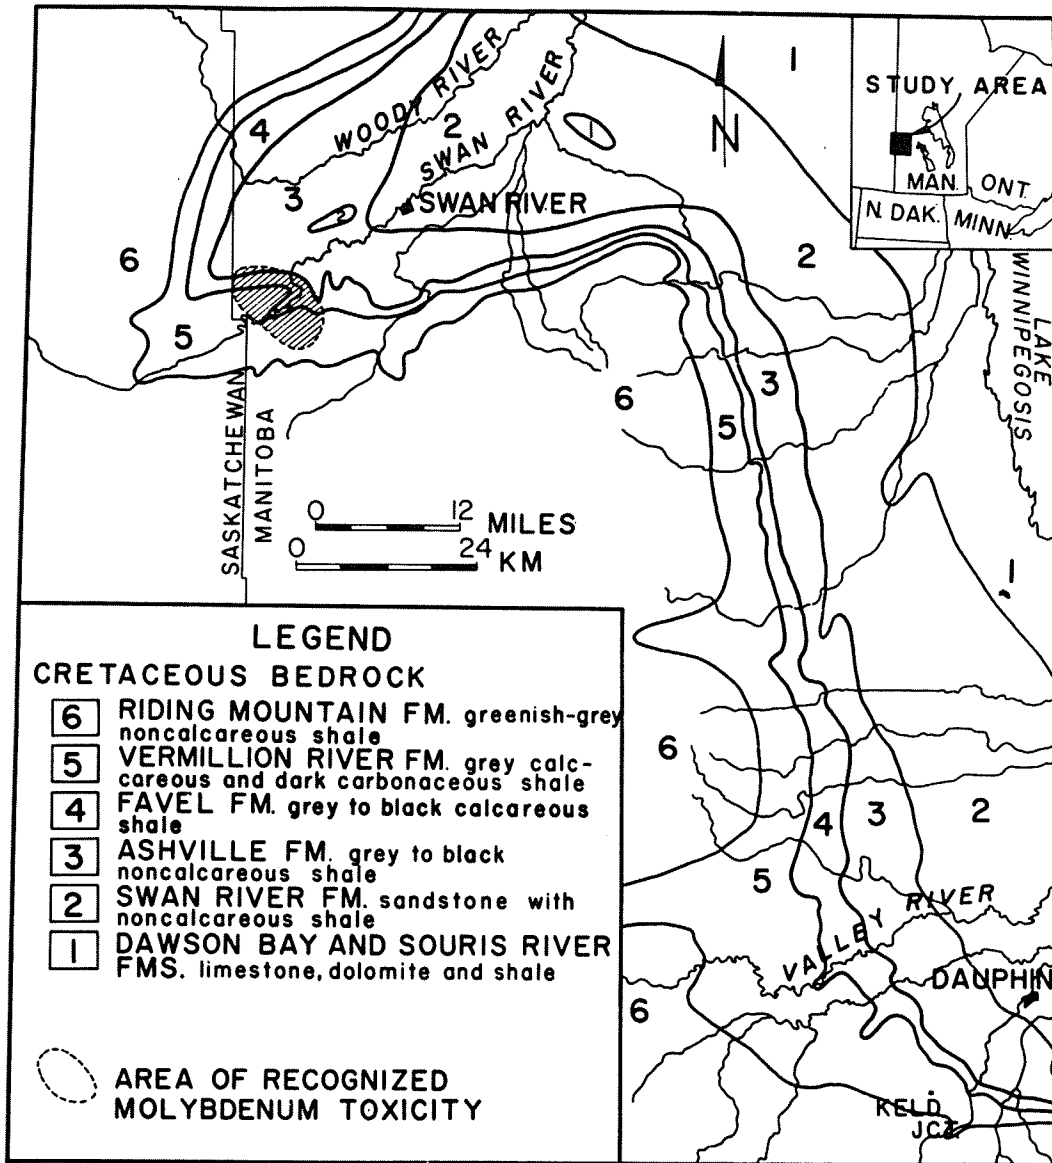 1
STUDY AREA
MAN.
ONT.
N. DAK.
MINN.
WOODY RIVER
4
2
SWAN RIVER
1
N
3
SWAN RIVER
6
2
5
LAKE
WINNIPEGOSIS
6
3
5
SASKATCHEWAN
MANITOBA
0 12 MILES
0 24 KM
1
LEGEND
CRETACEOUS BEDROCK
6 RIDING MOUNTAIN FM. greenish-grey
noncalcareous shale
5 VERMILLION RIVER FM. grey calc-
careous and dark carbonaceous shale
4 FAVEL FM. grey to black calcareous
shale
3 ASHVILLE FM. grey to black
noncalcareous shale
2 SWAN RIVER FM. sandstone with
noncalcareous shale
1 DAWSON BAY AND SOURIS RIVER
FMS. limestone, dolomite and shale
AREA OF RECOGNIZED
MOLYBDENUM TOXICITY
6
4
3
2
5
VALLEY RIVER
DAUPHIN
6
KELD
JCT.